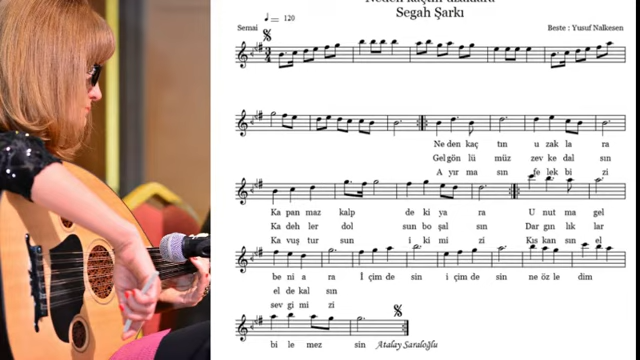 Neden kaçtın uzaklara
Segah Şarkı
= 120
Semai
Beste : Yusuf Nalkesen
Ne den kaç tın u zak la ra
Gel gön lü müz zev ke dal sın
A yır ma sın fe lek bi zi
Ka pan maz kalp de ki ya ra U nut ma gel
Ka deh ler dol sun bo şal sın Dar gın lık lar
Ka vuş tur sun i ki mi zi Kıs kan sın el
be ni a ra İ çim de sin i çim de sin ne öz le dim
el de kal sın
sev gi mi zi
bi le mez sin Atalay Şaraloğlu